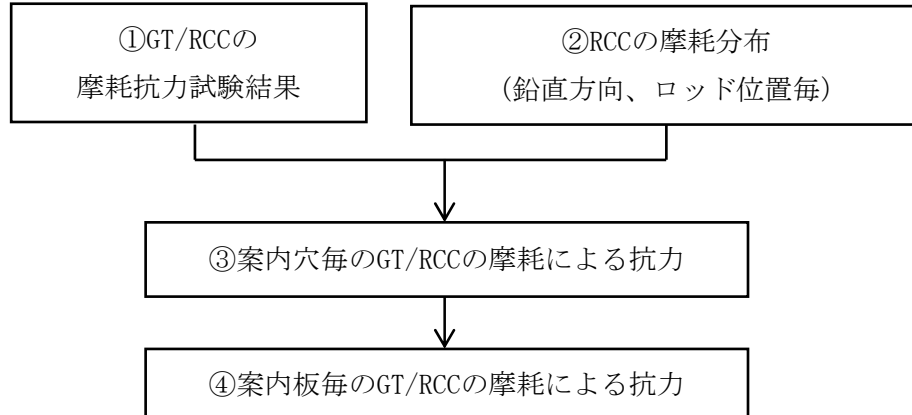 ①GT/RCCの
摩耗抗力試験結果
②RCCの摩耗分布
(鉛直方向、ロッド位置毎)
③案内穴毎のGT/RCCの摩耗による抗力
④案内板毎のGT/RCCの摩耗による抗力